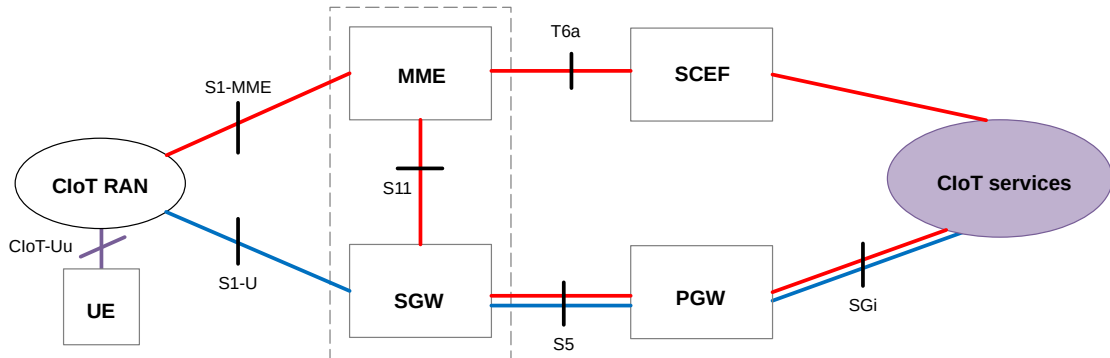 T6a
MME
SCEF
S1-MME
CIoT RAN
S11
CIoT services
CIoT-Uu
S1-U
UE
SGW
PGW
SGi
S5